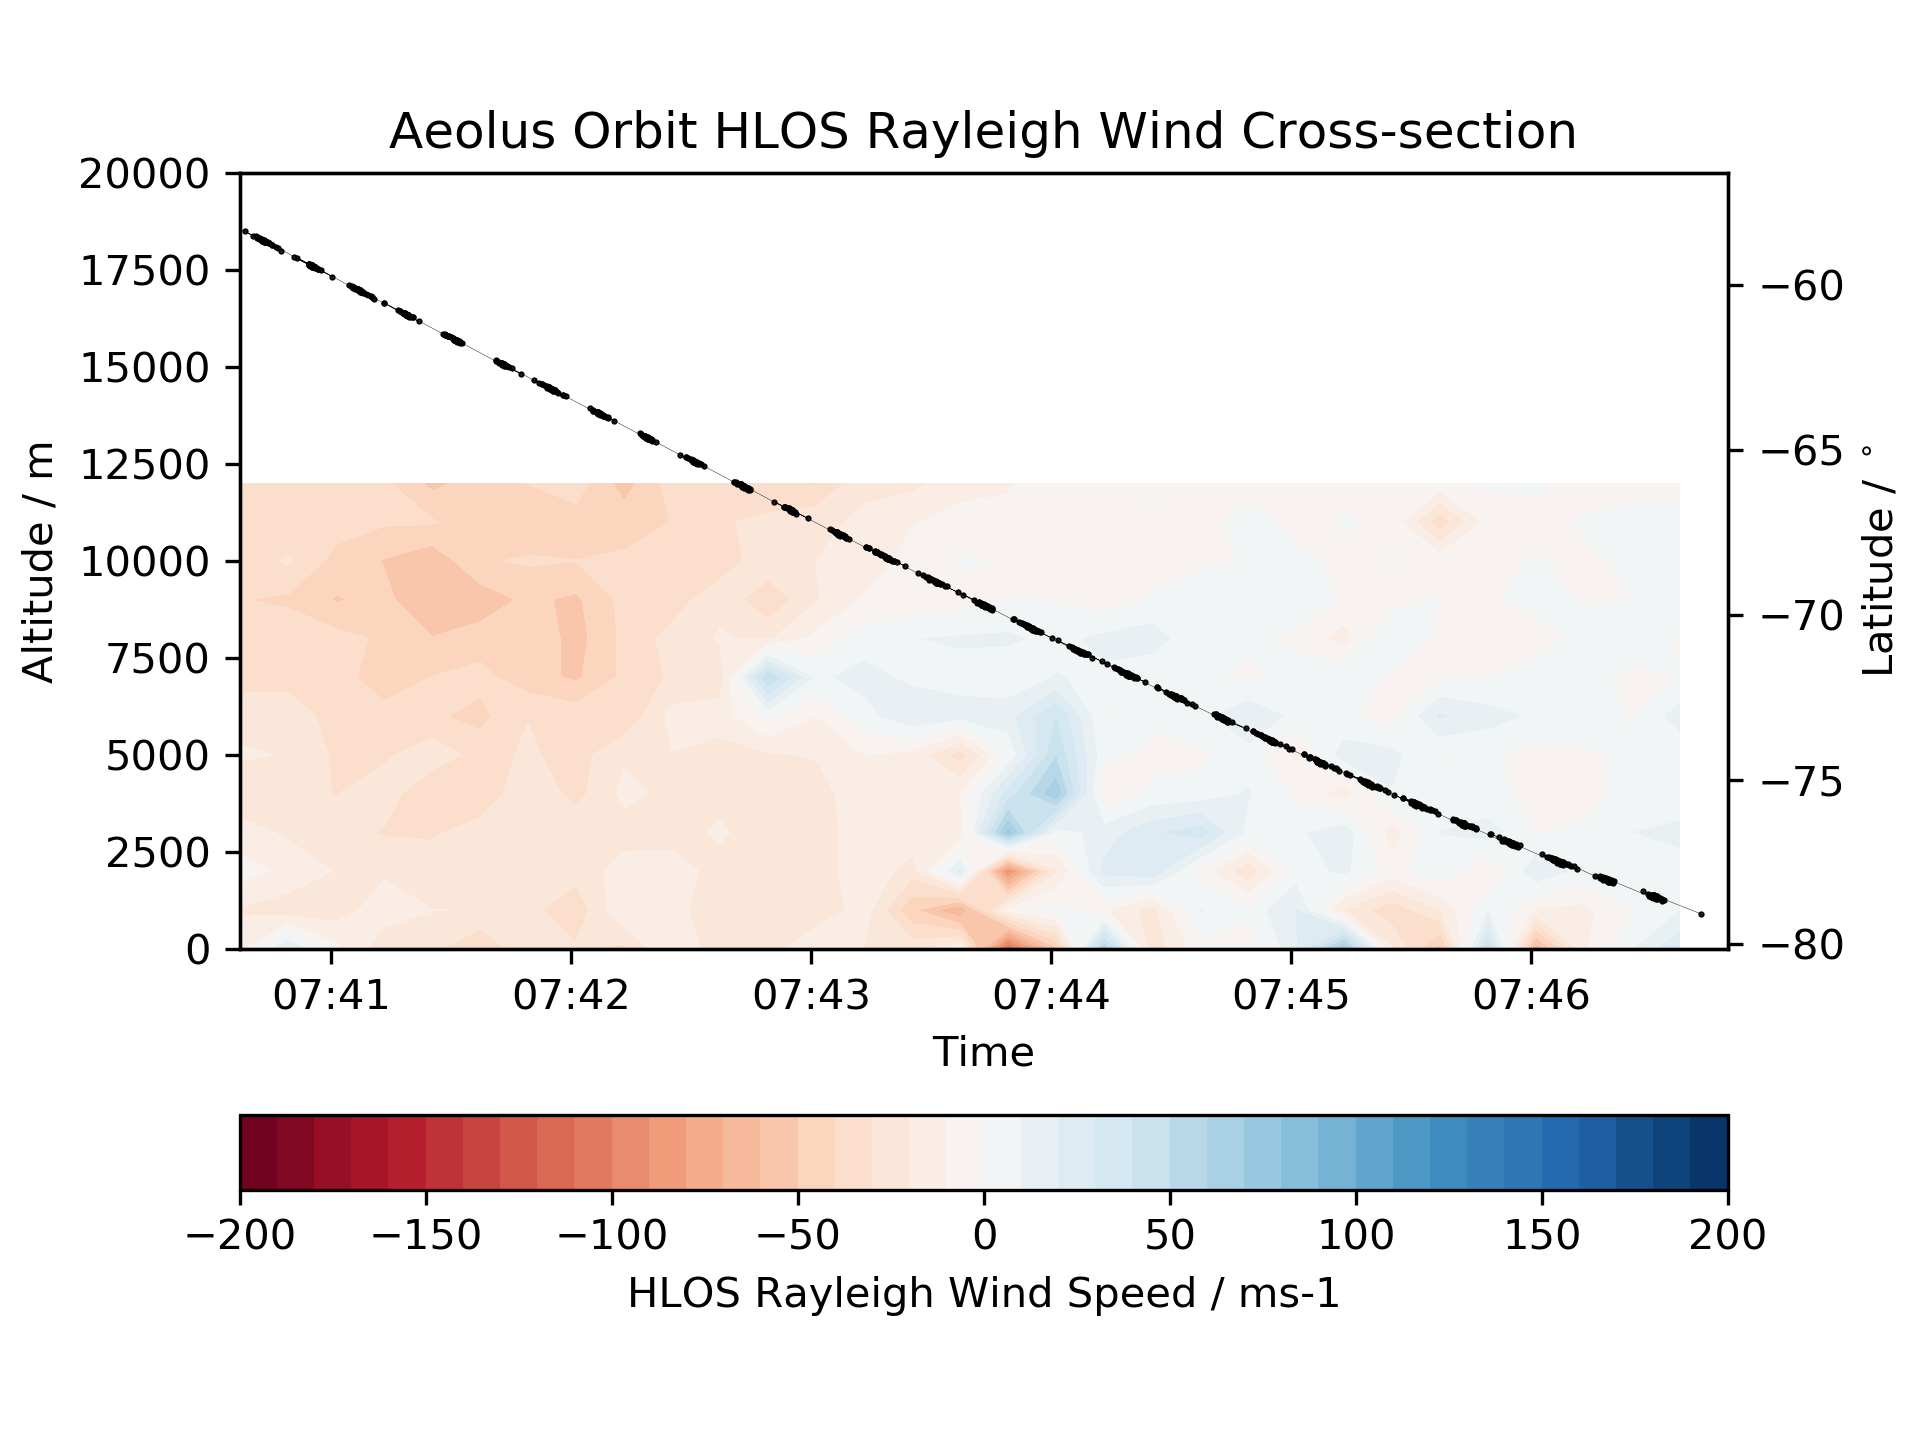 Aeolus Orbit HLOS Rayleigh Wind Cross-section
20000
17500
15000
12500
10000
7500
5000
2500
0
Altitude / m
−60
−65
−70
−75
−80
Latitude / °
07:41 07:42 07:43 07:44 07:45 07:46
Time
−200 −150 −100 −50 0 50 100 150 200
HLOS Rayleigh Wind Speed / ms-1